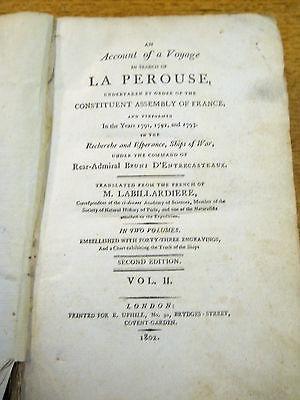 AN
Account of a Voyage
IN SEARCH OF
LA PEROUSE,
UNDERTAKEN BY ORDER OF THE
CONSTITUENT ASSEMBLY OF FRANCE,
AND PERFORMED
In the Years 1791, 1792, and 1793.
IN THE
Recherche and Esperance, Ships of War,
UNDER THE COMMAND OF
Rear-Admiral BRUNI D'ENTRECASTEAUX.
TRANSLATED FROM THE FRENCH OF
M. LABILLARDIERE,
Correspondent of the ci-devant Academy of Sciences, Member of the
Society of Natural History of Paris, and one of the Naturalists
attached to the Expedition.
IN TWO VOLUMES.
EMBELLISHED WITH FORTY-THREE ENGRAVINGS,
And a Chart exhibiting the Track of the Ships
SECOND EDITION.
VOL. II.
LONDON:
PRINTED FOR B. UPHILL, No. 30, BRYDGES-STREET,
COVENT-GARDEN.
1802.